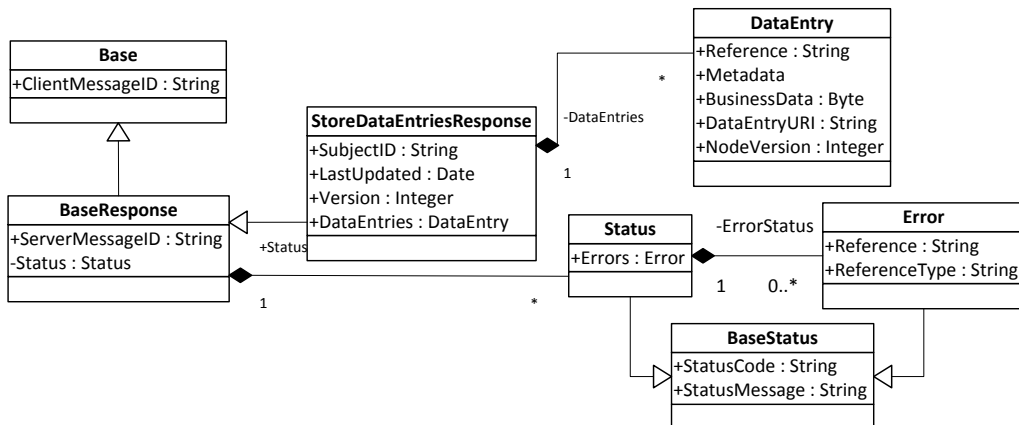 Base
+ClientMessageID : String
BaseResponse
+ServerMessageID : String
-Status : Status
StoreDataEntriesResponse
+SubjectID : String
+LastUpdated : Date
+Version : Integer
+DataEntries : DataEntry
DataEntry
+Reference : String
+Metadata
+BusinessData : Byte
+DataEntryURI : String
+NodeVersion : Integer
-DataEntries
*
1
+Status
1
*
Status
+Errors : Error
-ErrorStatus
1
0..*
Error
+Reference : String
+ReferenceType : String
BaseStatus
+StatusCode : String
+StatusMessage : String